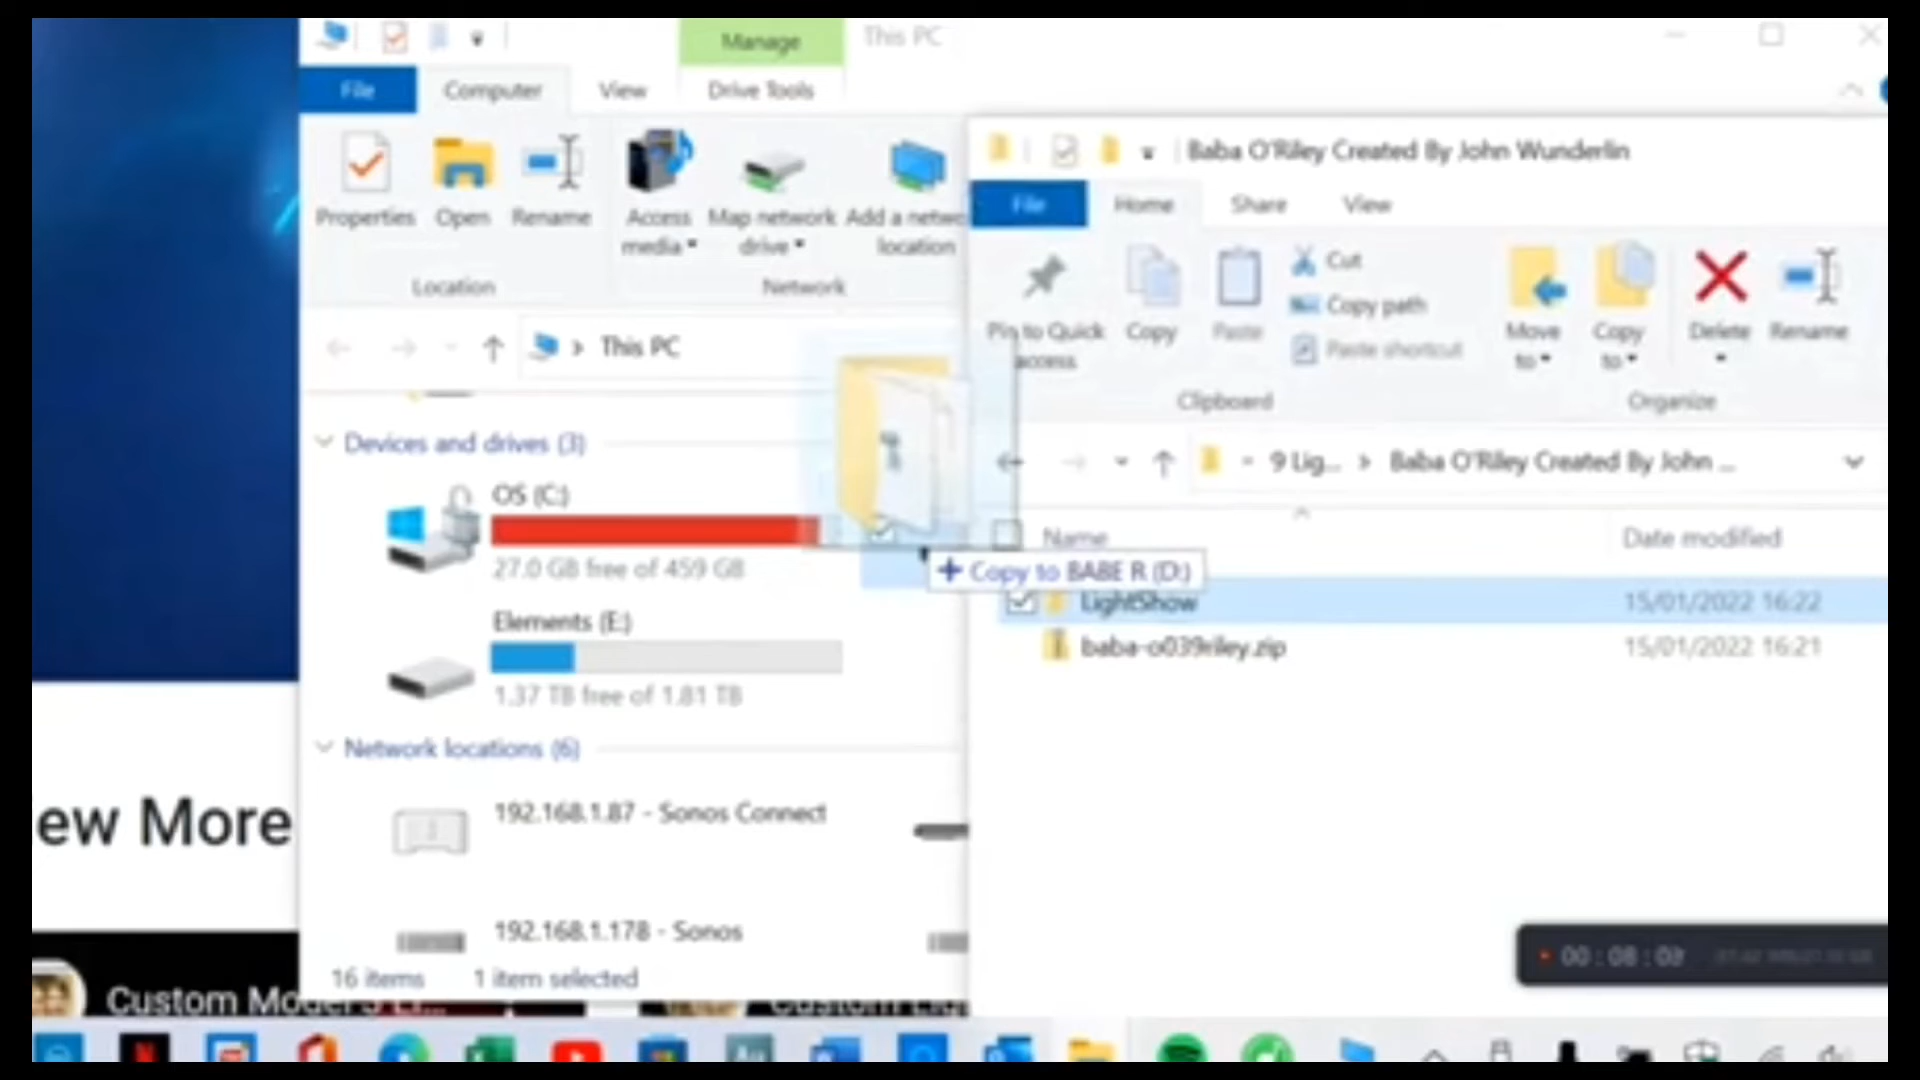 Manage
This PC
File
Computer
View
Drive Tools
Properties
Open
Rename
Access media
Map network drive
Add a netwo
location
Location
Network
This PC
Devices and drives (3)
OS (C:)
27.0 GB free of 459 GB
Elements (E:)
1.37 TB free of 1.81 TB
Network locations (6)
192.168.1.87 - Sonos Connect
192.168.1.178 - Sonos
16 items
1 item selected
Baba O'Riley Created By John Wunderlin
File
Home
Share
View
Pin to Quick access
Copy
Paste
Cut
Copy path
Paste shortcut
Move to
Copy to
Delete
Rename
Clipboard
Organize
9 Lig...
Baba O'Riley Created By John ...
Name
Date modified
Copy to BABE R (D:)
LightShow
15/01/2022 16:22
baba-o039riley.zip
15/01/2022 16:21
ew More